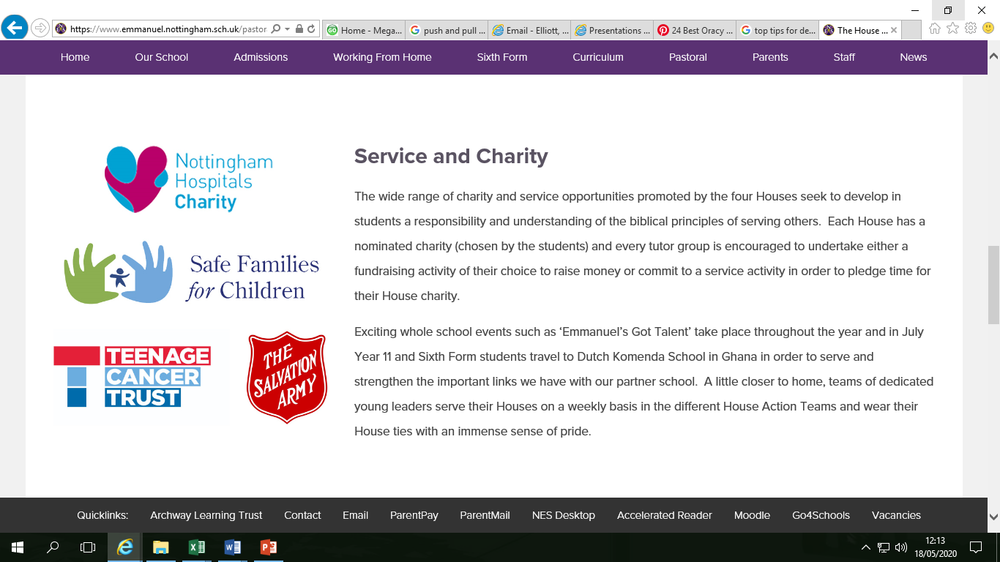 https://www.emmanuel.nottingham.sch.uk/pastor
Home - Mega...
push and pull ...
Email - Elliott, ...
Presentations ...
24 Best Oracy ...
top tips for de...
The House ...
Home Our School Admissions Working From Home Sixth Form Curriculum Pastoral Parents Staff News
Nottingham
Hospitals
Charity
Safe Families
for Children
TEENAGE
CANCER
TRUST
THE
SALVATION
ARMY
Service and Charity
The wide range of charity and service opportunities promoted by the four Houses seek to develop in
students a responsibility and understanding of the biblical principles of serving others.  Each House has a
nominated charity (chosen by the students) and every tutor group is encouraged to undertake either a
fundraising activity of their choice to raise money or commit to a service activity in order to pledge time for
their House charity.
Exciting whole school events such as ‘Emmanuel’s Got Talent’ take place throughout the year and in July
Year 11 and Sixth Form students travel to Dutch Komenda School in Ghana in order to serve and
strengthen the important links we have with our partner school.  A little closer to home, teams of dedicated
young leaders serve their Houses on a weekly basis in the different House Action Teams and wear their
House ties with an immense sense of pride.
Quicklinks: Archway Learning Trust Contact Email ParentPay ParentMail NES Desktop Accelerated Reader Moodle Go4Schools Vacancies
12:13
18/05/2020